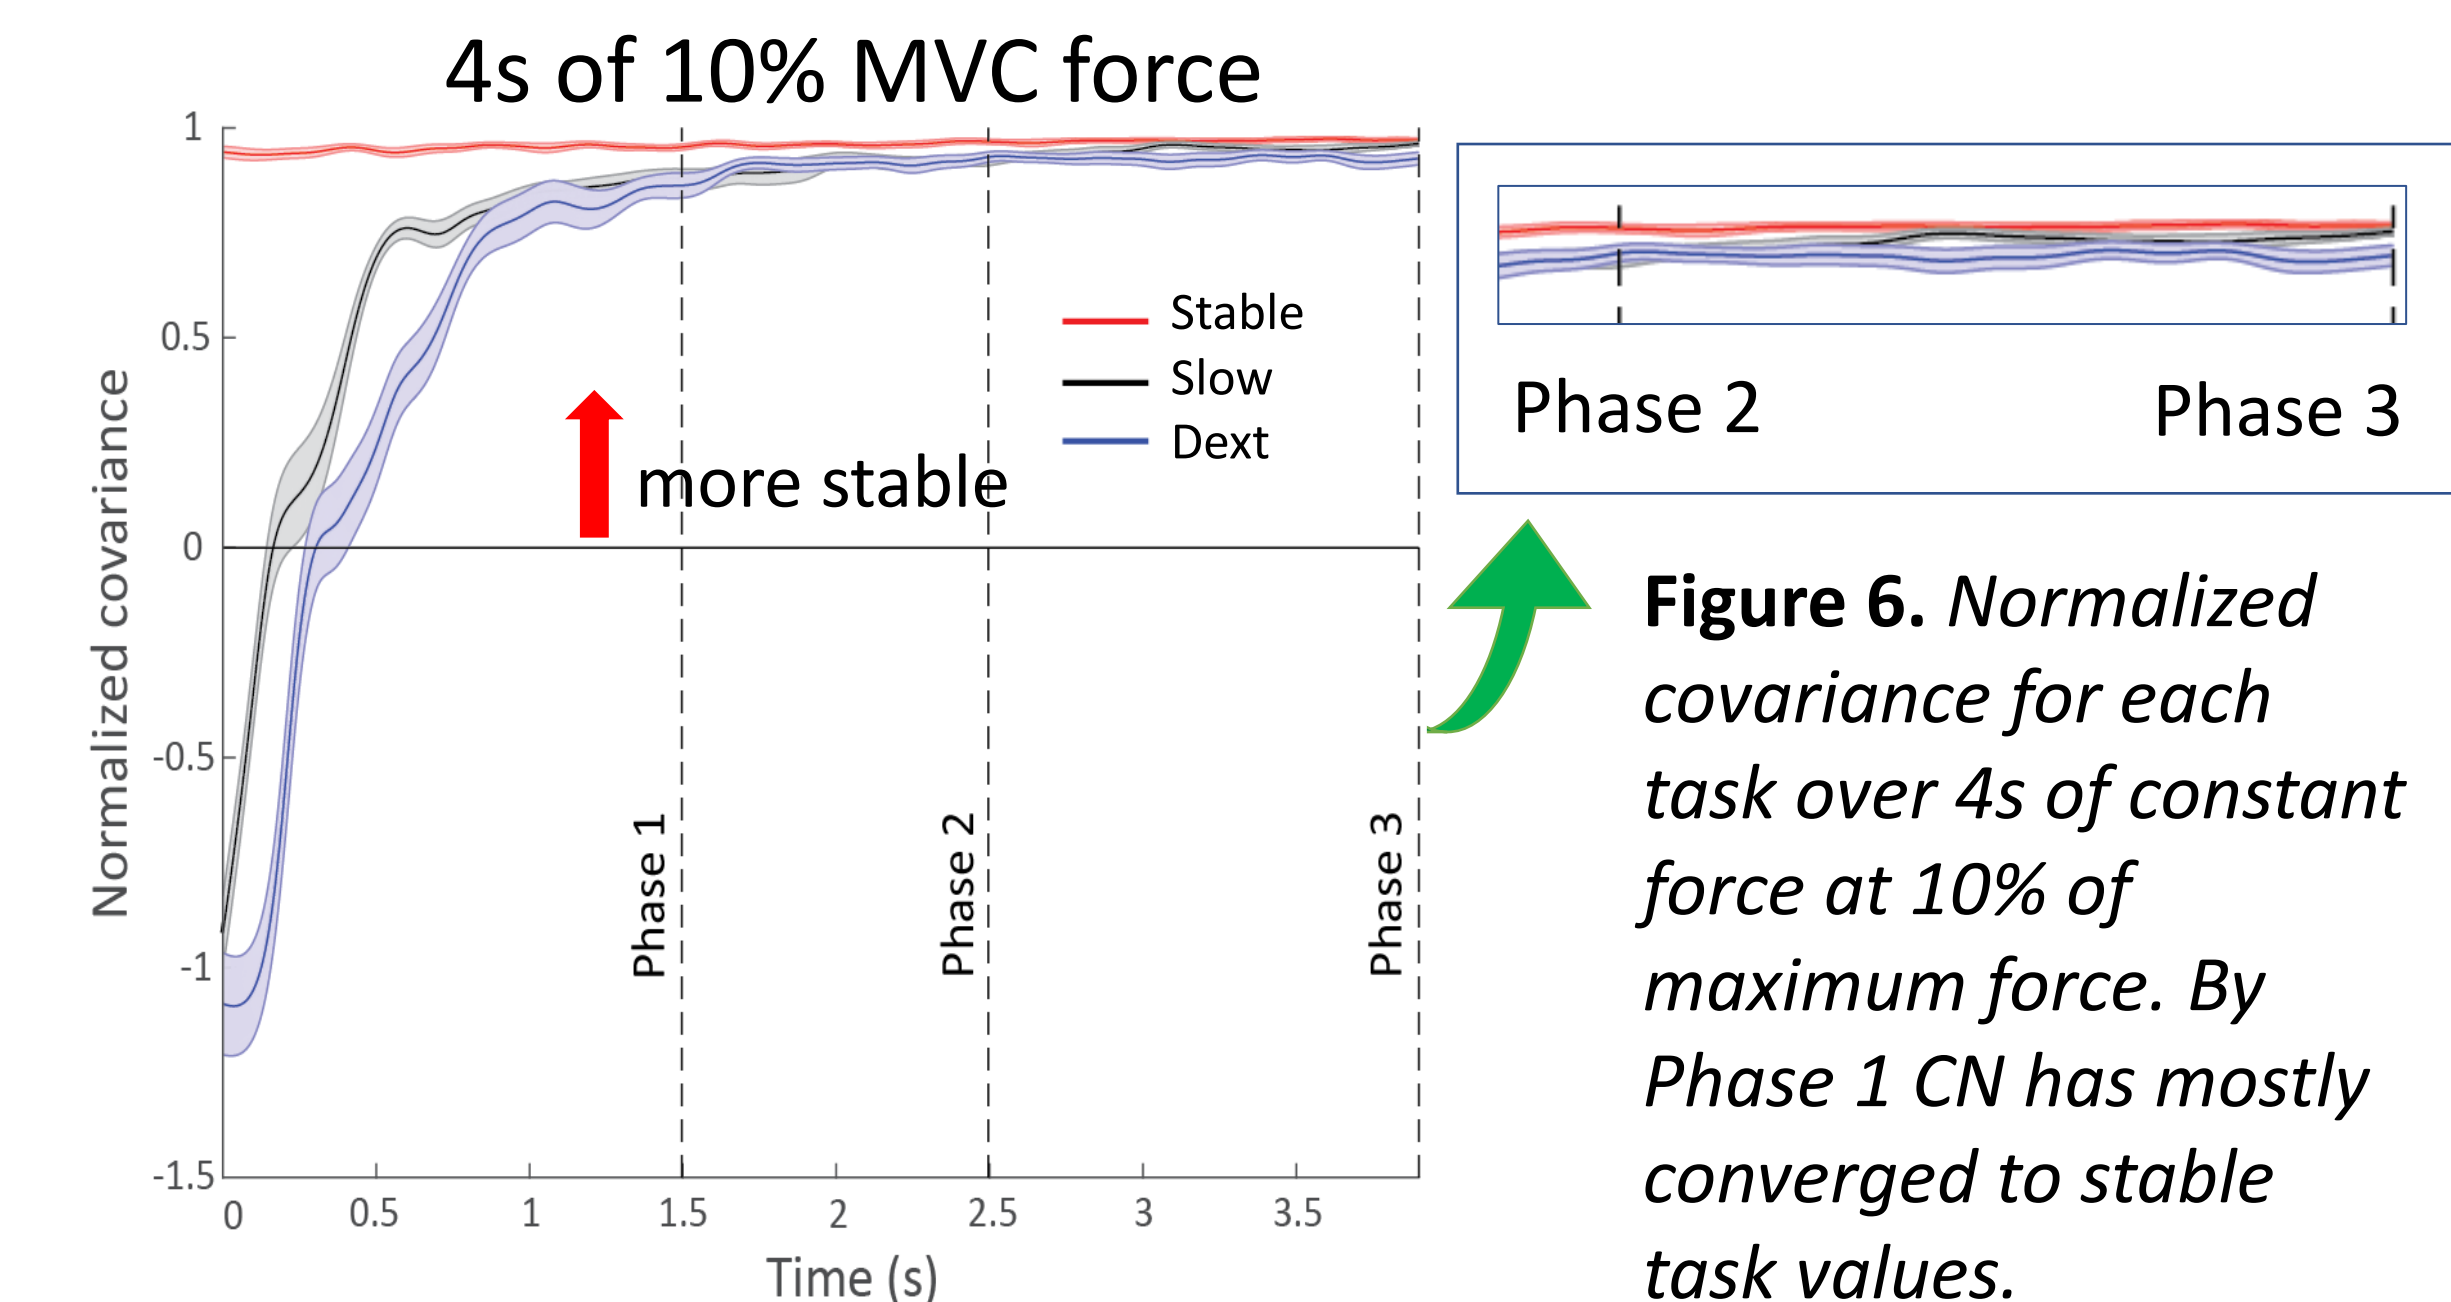 4s of 10% MVC force
1
0.5
0
-0.5
-1
-1.5
Normalized covariance
0
0.5
1
1.5
2
2.5
3
3.5
Time (s)
Stable
Slow
Dext
more stable
Phase 1
Phase 2
Phase 3
Phase 2
Phase 3
Figure 6. Normalized
covariance for each
task over 4s of constant
force at 10% of
maximum force. By
Phase 1 CN has mostly
converged to stable
task values.